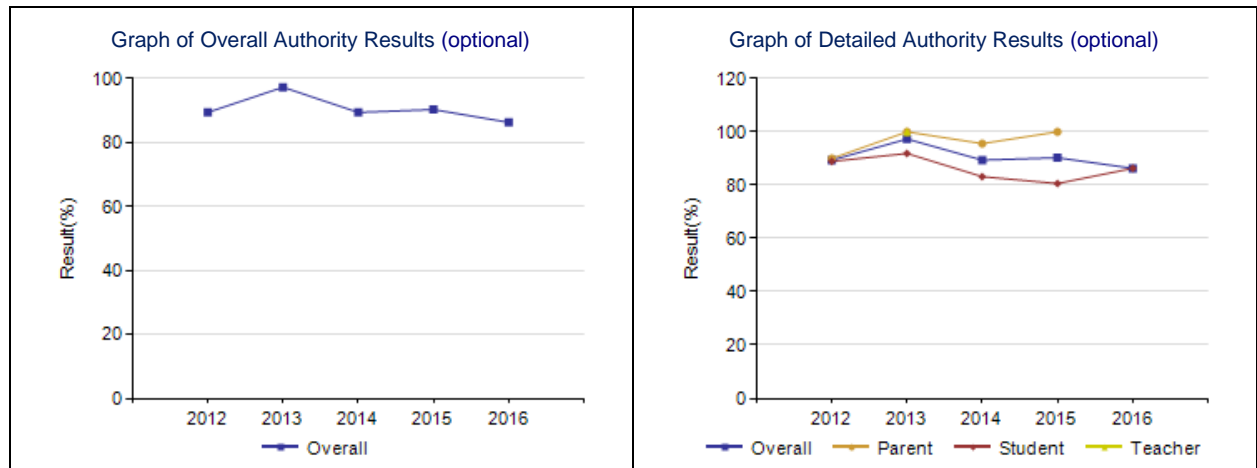 Graph of Overall Authority Results (optional)
100
80
60
40
20
0
Result(%)
2012 2013 2014 2015 2016
Overall
Graph of Detailed Authority Results (optional)
120
100
80
60
40
20
0
Result(%)
2012 2013 2014 2015 2016
Overall Parent Student Teacher